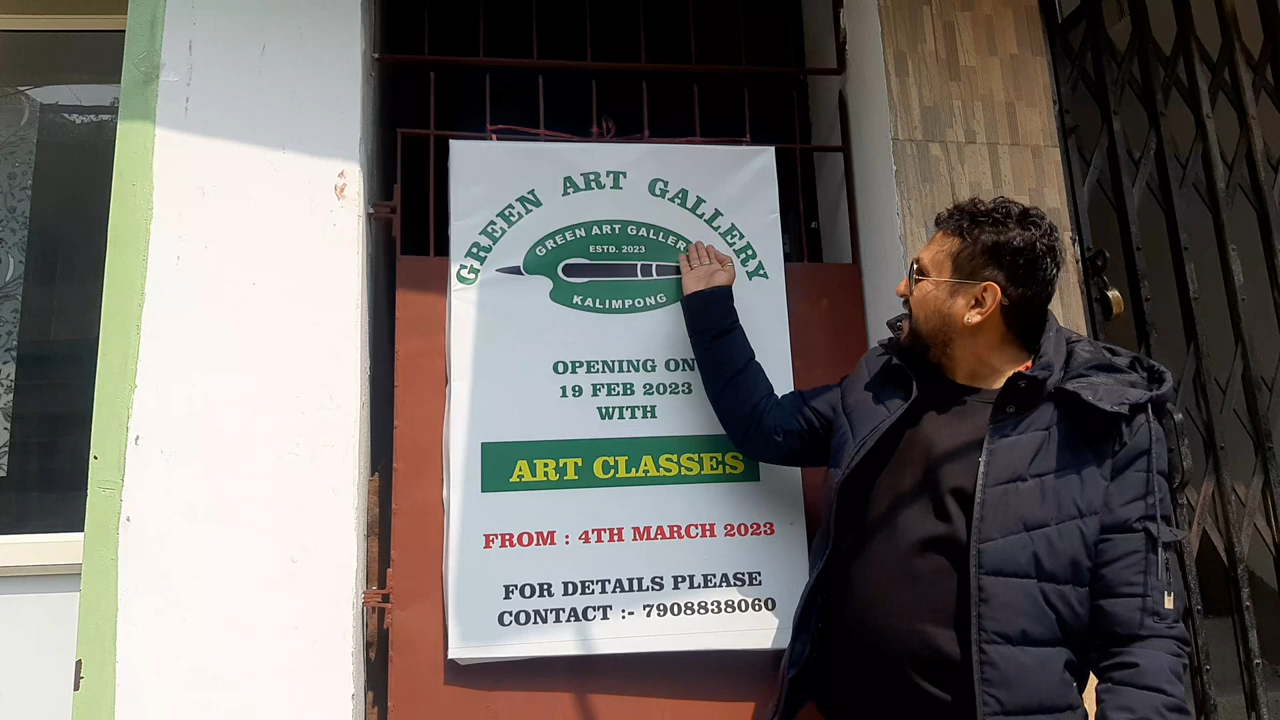 GREEN ART GALLERY
GREEN ART GALLERY
ESTD. 2023
KALIMPONG
OPENING ON
19 FEB 2023
WITH
ART CLASSES
FROM : 4TH MARCH 2023
FOR DETAILS PLEASE
CONTACT :- 7908838060